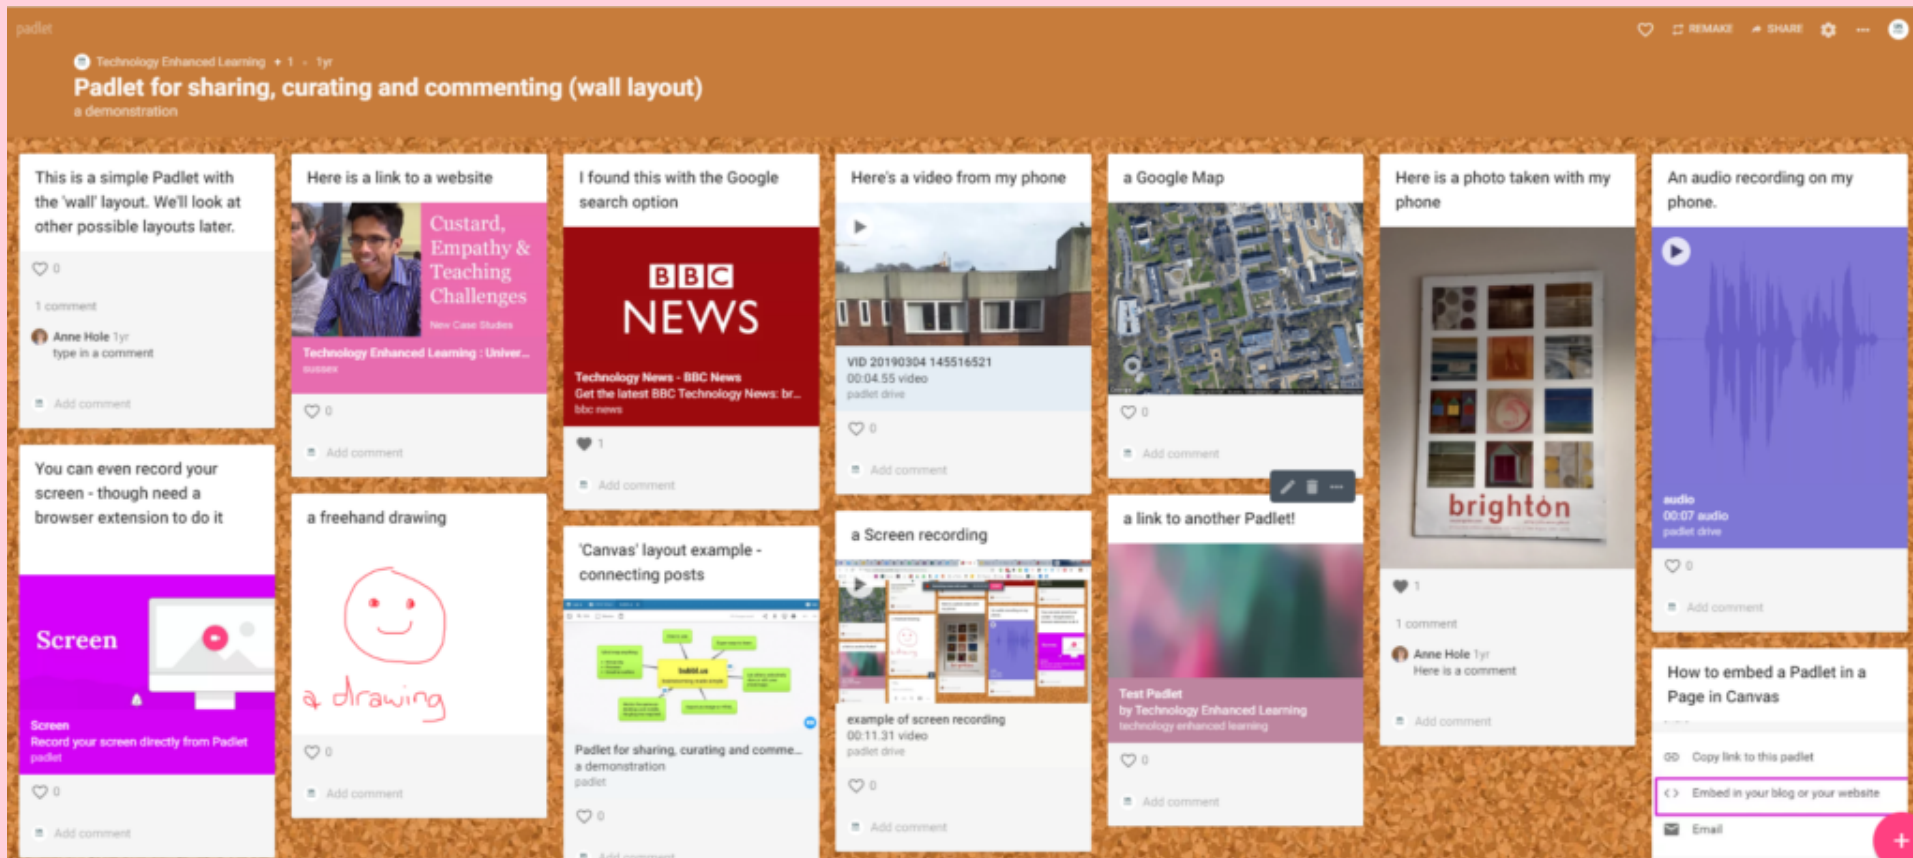 padlet
REMAKE
SHARE
Technology Enhanced Learning + 1 · 1yr
Padlet for sharing, curating and commenting (wall layout)
a demonstration
This is a simple Padlet with
the 'wall' layout. We'll look at
other possible layouts later.
0
1 comment
Anne Hole 1yr
type in a comment
Add comment
You can even record your
screen - though need a
browser extension to do it
Screen
Screen
Record your screen directly from Padlet
padlet
0
Add comment
Here is a link to a website
Custard,
Empathy &
Teaching
Challenges
New Case Studies
Technology Enhanced Learning : Univer...
sussex
0
Add comment
a freehand drawing
a drawing
0
Add comment
I found this with the Google
search option
BBC
NEWS
Technology News - BBC News
Get the latest BBC Technology News: br...
bbc news
1
Add comment
'Canvas' layout example -
connecting posts
bubbl.us
Padlet for sharing, curating and comme...
a demonstration
padlet
0
Add comment
Here's a video from my phone
VID 20190304 145516521
00:04.55 video
padlet drive
0
Add comment
a Screen recording
example of screen recording
00:11.31 video
padlet drive
0
Add comment
a Google Map
0
Add comment
a link to another Padlet!
Test Padlet
by Technology Enhanced Learning
technology enhanced learning
0
Add comment
Here is a photo taken with my
phone
brighton
1
1 comment
Anne Hole 1yr
Here is a comment
Add comment
An audio recording on my
phone.
audio
00:07 audio
padlet drive
0
Add comment
How to embed a Padlet in a
Page in Canvas
Copy link to this padlet
Embed in your blog or your website
Email